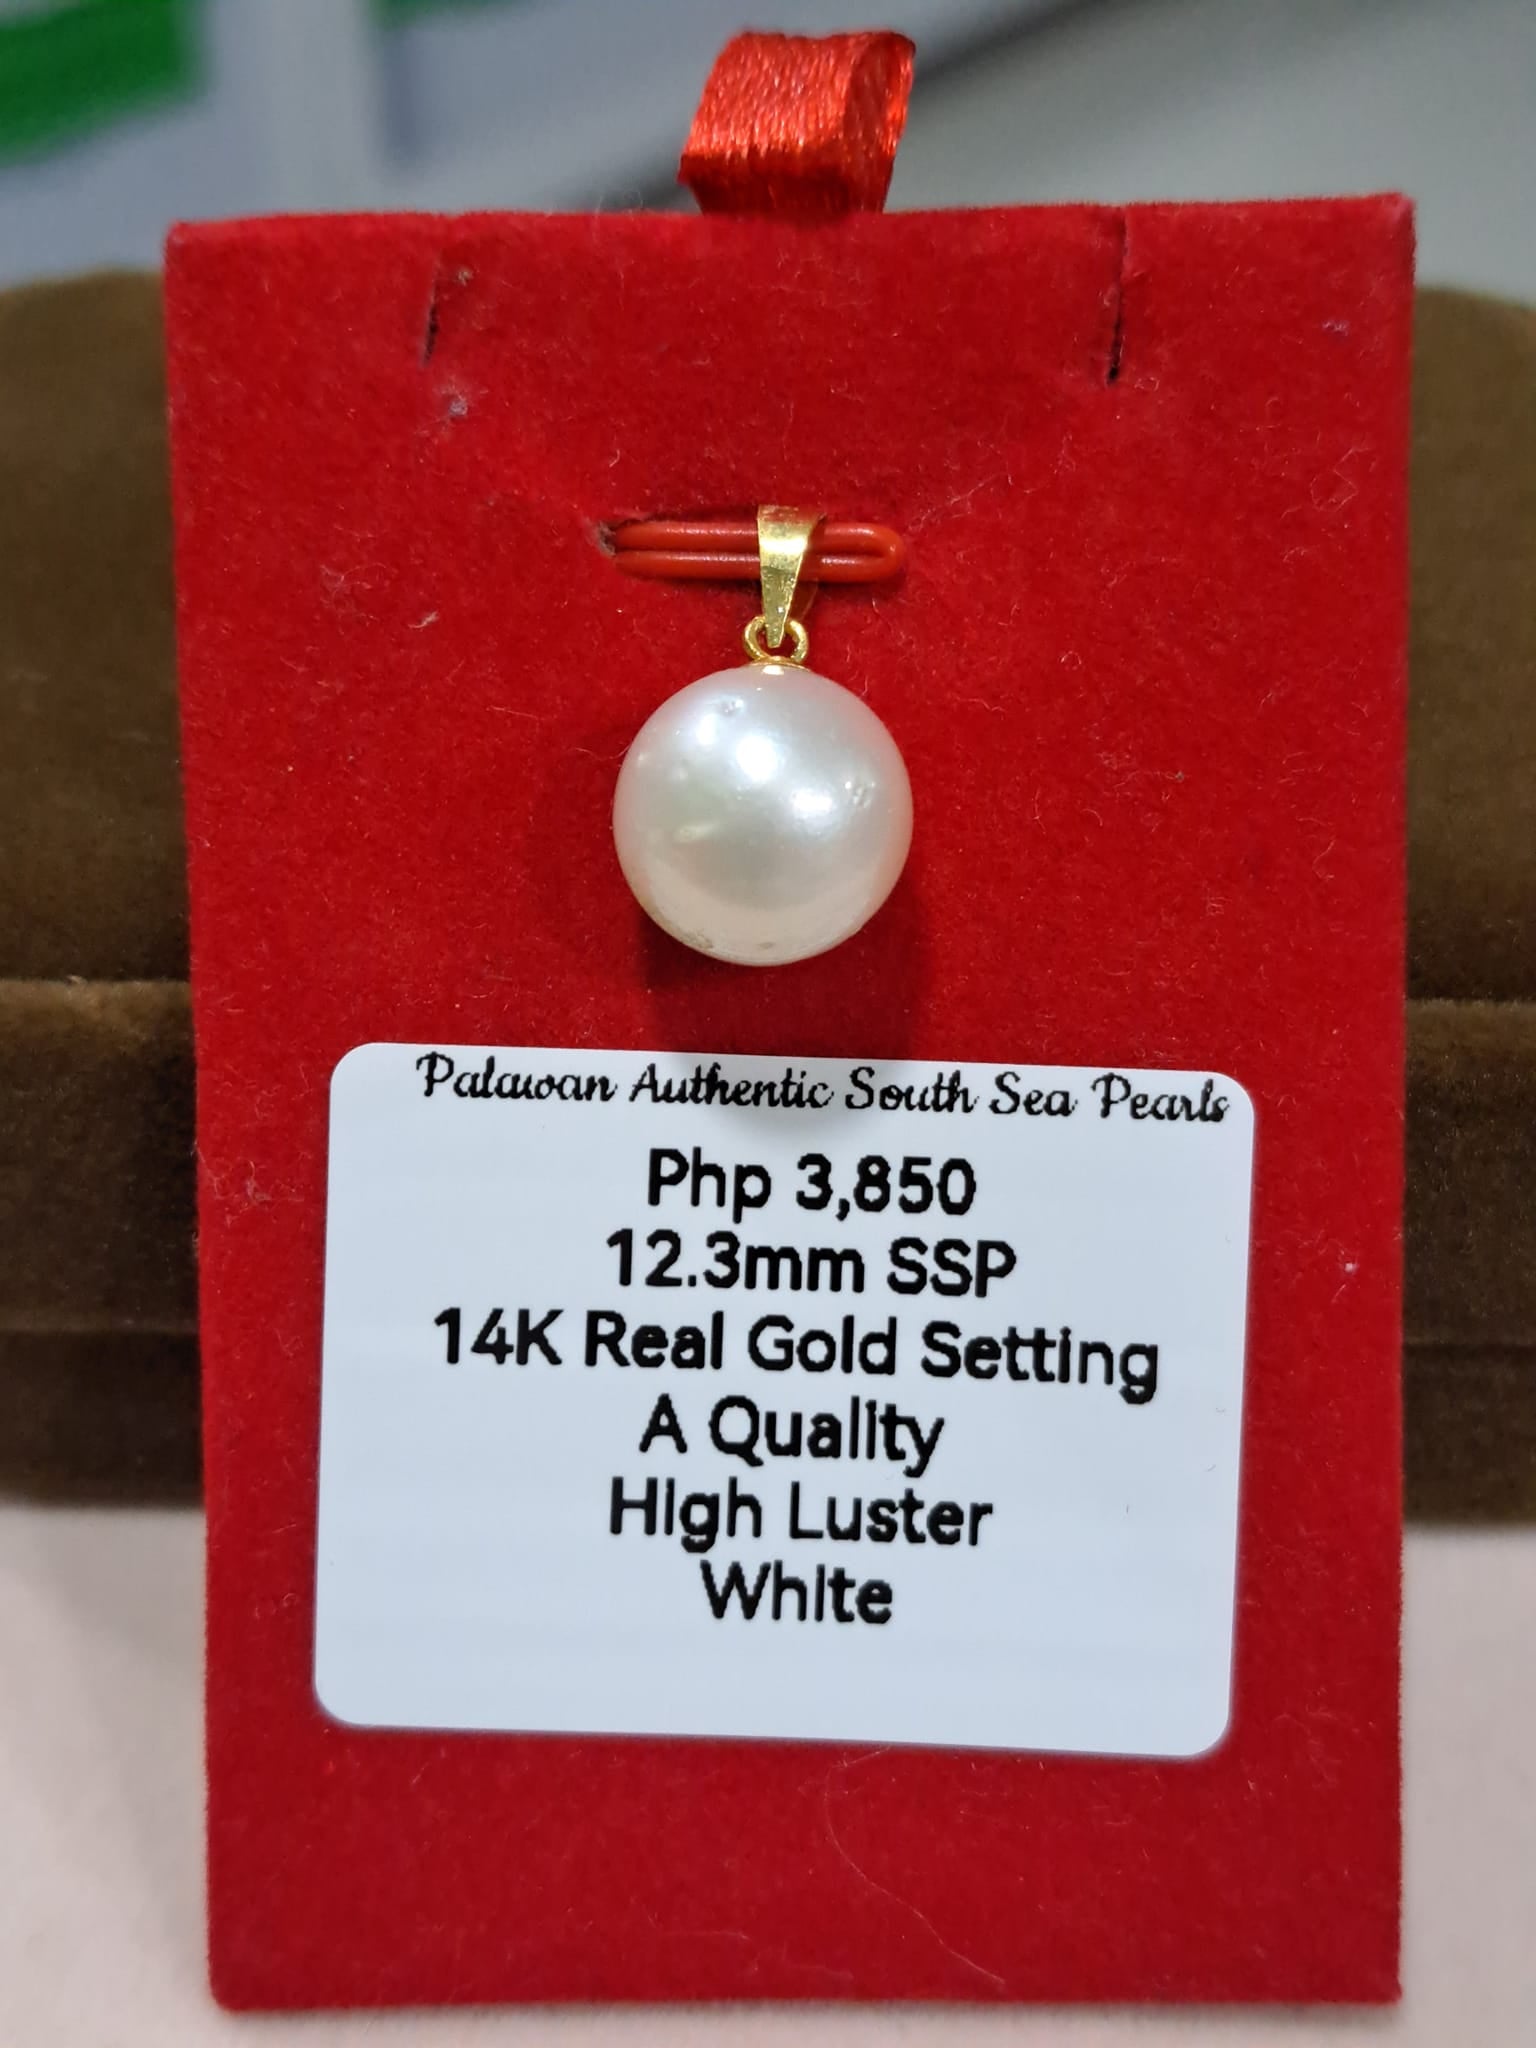 Palawan Authentic South Sea Pearls
Php 3,850
12.3mm SSP
14K Real Gold Setting
A Quality
High Luster
White